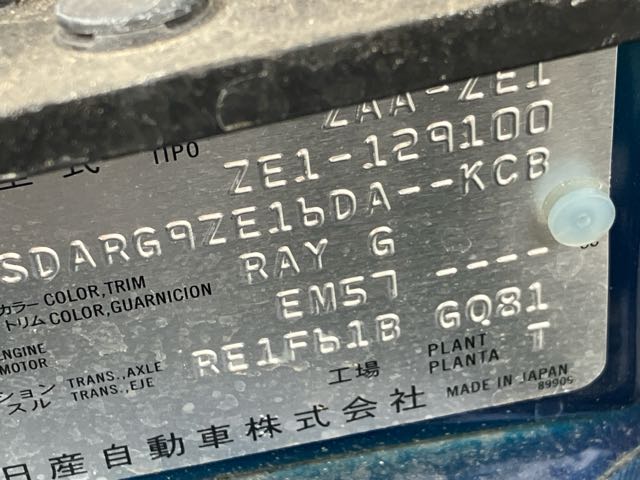 ZAA-ZE1
型式 TIPO
ZE1-129100
SDARG9ZE16DA--KCB
カラー COLOR,TRIM RAY G
トリム COLOR,GUARNICION
ENGINE EM57 ----
MOTOR
ション TRANS.,AXLE RE1F61B GQ81
スル TRANS.,EJE
工場 PLANT T
PLANTA
日産自動車株式会社 MADE IN JAPAN
89909